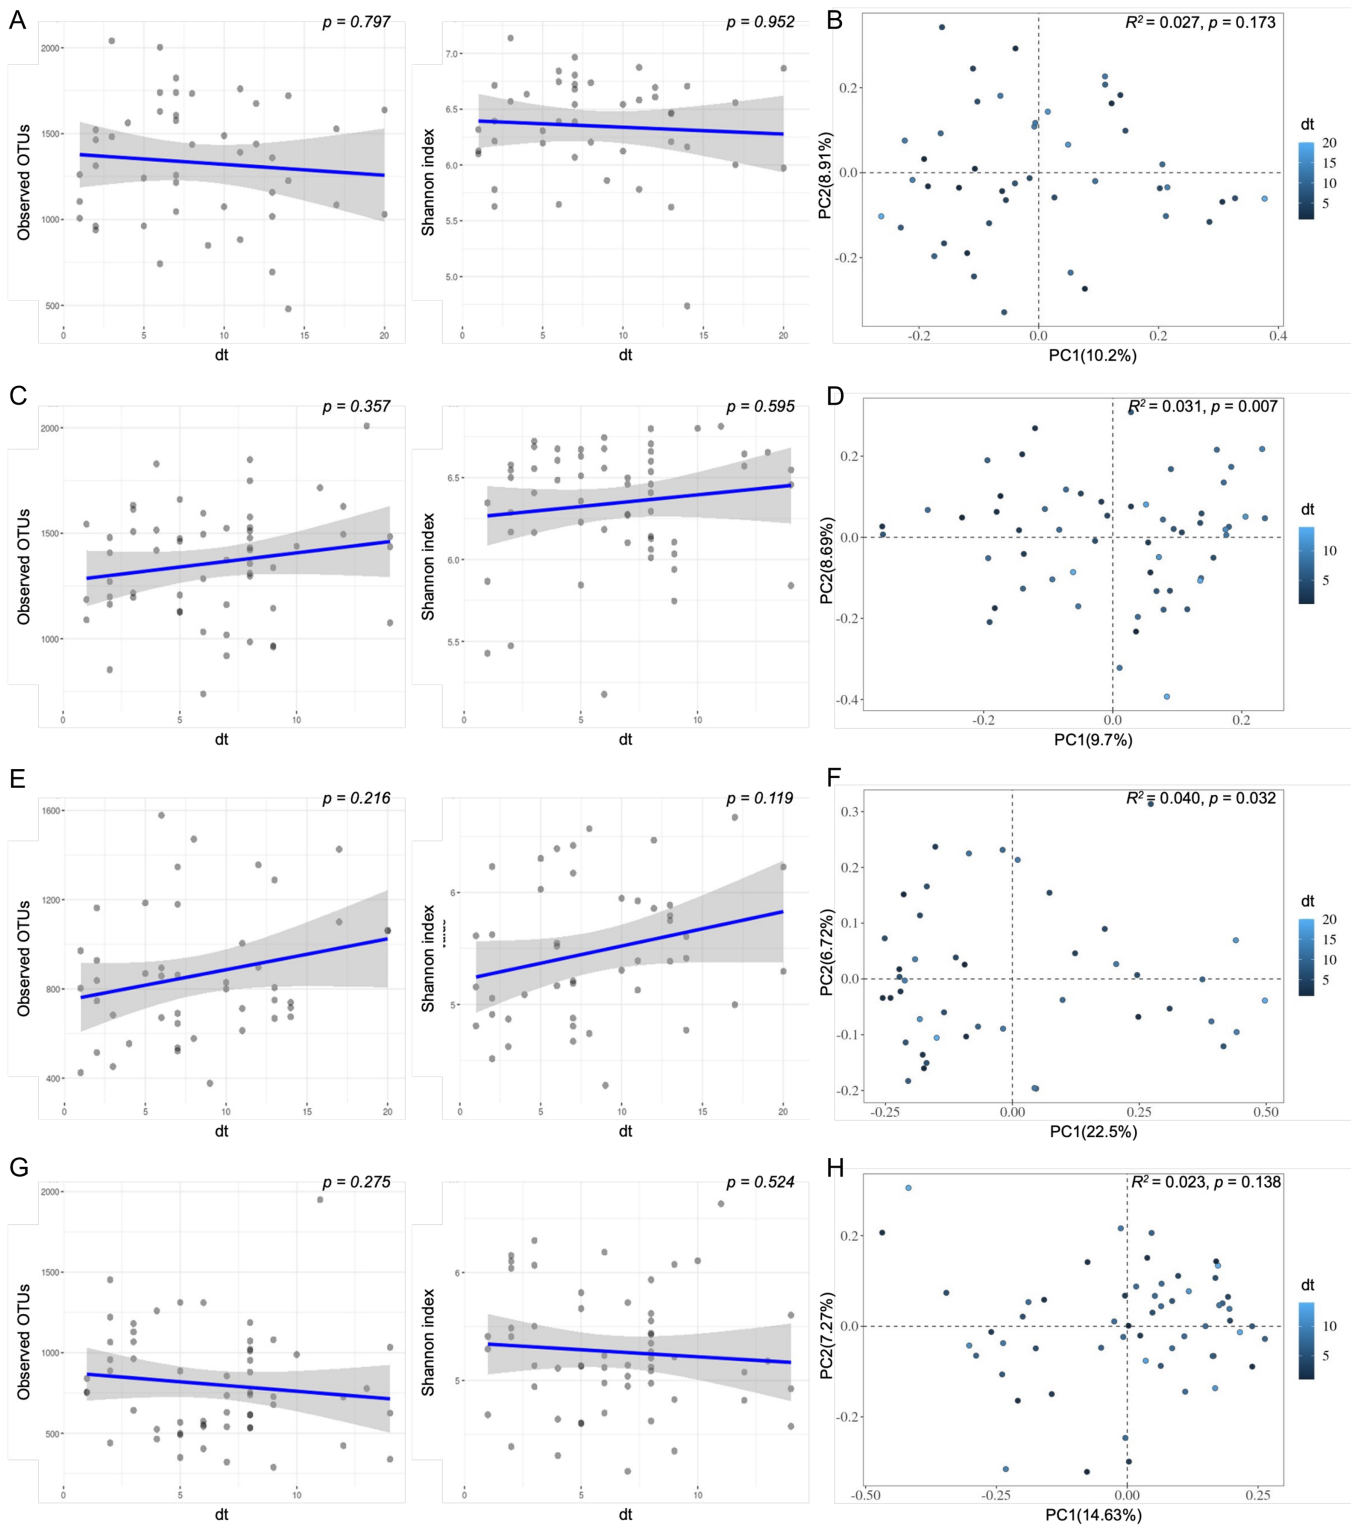 A
p = 0.797
2000
1500
1000
500
Observed OTUs
0 5 10 15 20
dt
p = 0.952
7.0
6.5
6.0
5.5
5.0
Shannon index
0 5 10 15 20
dt
B
R² = 0.027, p = 0.173
0.2
0.0
-0.2
PC2(8.91%)
-0.2 0.0 0.2 0.4
PC1(10.2%)
dt
20
15
10
5
C
p = 0.357
2000
1500
1000
Observed OTUs
0 5 10
dt
p = 0.595
6.5
6.0
5.5
Shannon index
0 5 10
dt
D
R² = 0.031, p = 0.007
0.2
0.0
-0.2
-0.4
PC2(8.69%)
-0.2 0.0 0.2
PC1(9.7%)
dt
10
5
E
p = 0.216
1600
1200
800
400
Observed OTUs
0 5 10 15 20
dt
p = 0.119
6
5
Shannon index
0 5 10 15 20
dt
F
R² = 0.040, p = 0.032
0.3
0.2
0.1
0.0
-0.1
-0.2
PC2(6.72%)
-0.25 0.00 0.25 0.50
PC1(22.5%)
dt
20
15
10
5
G
p = 0.275
2000
1500
1000
500
Observed OTUs
0 5 10
dt
p = 0.524
6
5
Shannon index
0 5 10
dt
H
R² = 0.023, p = 0.138
0.2
0.0
-0.2
PC2(7.27%)
-0.50 -0.25 0.00 0.25
PC1(14.63%)
dt
10
5